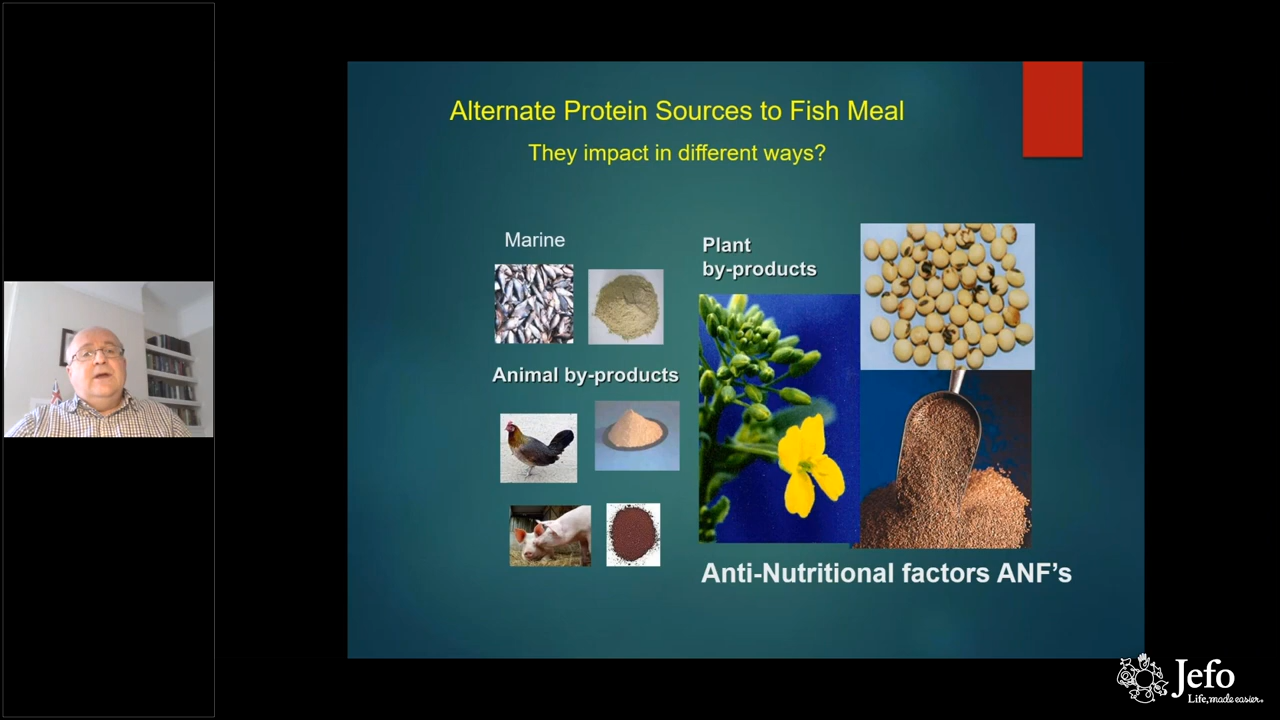 Alternate Protein Sources to Fish Meal
They impact in different ways?
Marine
Animal by-products
Plant
by-products
Anti-Nutritional factors ANF's
Jefo
Life, made easier.